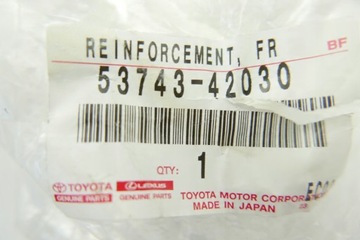 REINFORCEMENT, FR
BF
53743-42030
QTY: 1
TOYOTA
GENUINE PARTS
LEXUS
GENUINE PARTS
TOYOTA MOTOR CORPOR
MADE IN JAPAN